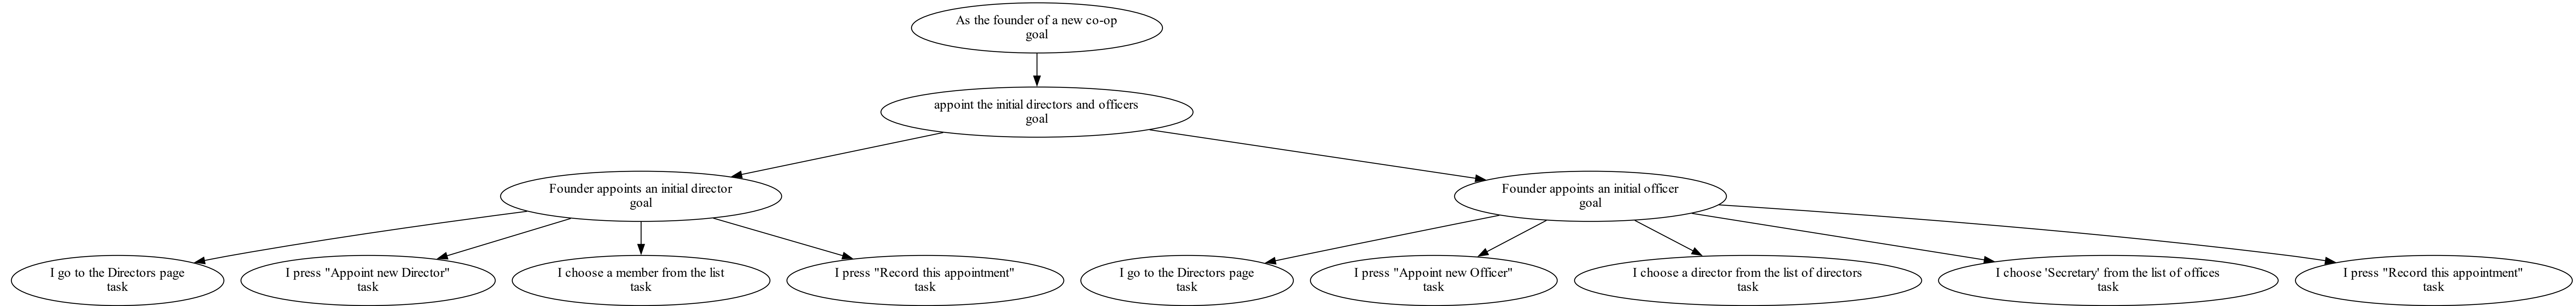 As the founder of a new co-op
goal
appoint the initial directors and officers
goal
Founder appoints an initial director
goal
Founder appoints an initial officer
goal
I go to the Directors page
task
I press "Appoint new Director"
task
I choose a member from the list
task
I press "Record this appointment"
task
I go to the Directors page
task
I press "Appoint new Officer"
task
I choose a director from the list of directors
task
I choose 'Secretary' from the list of offices
task
I press "Record this appointment"
task